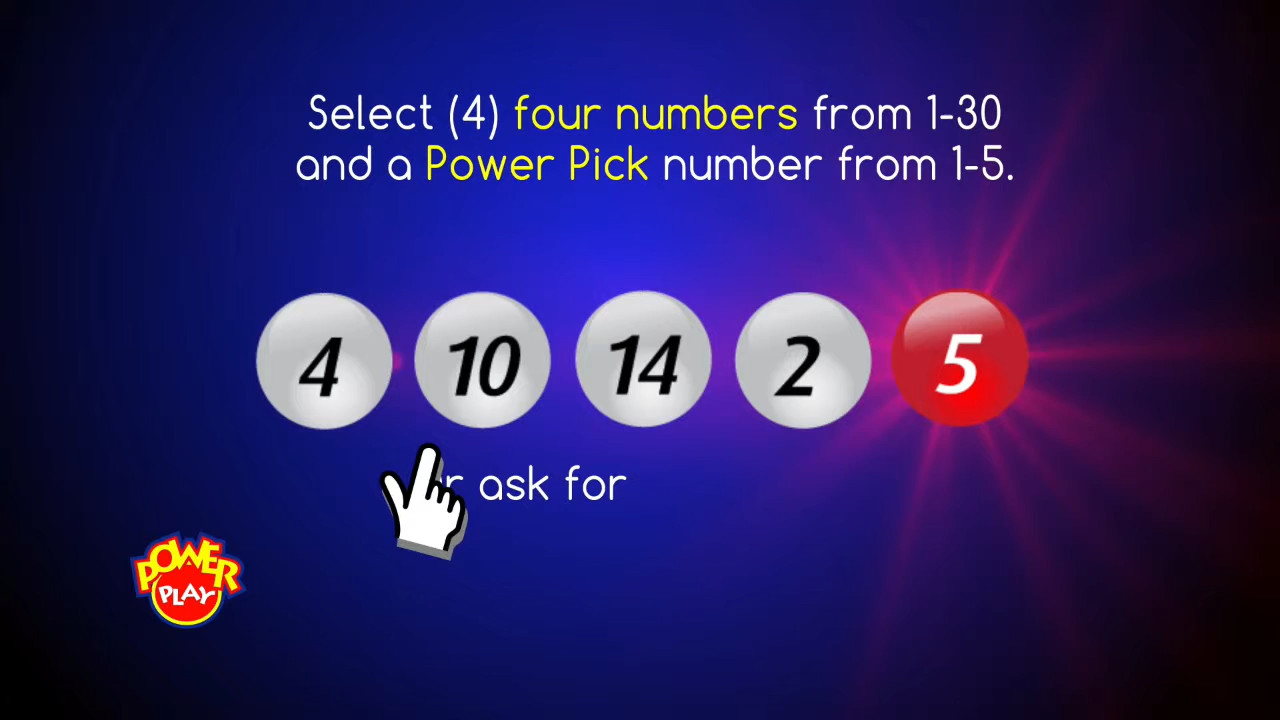 Select (4) four numbers from 1-30
and a Power Pick number from 1-5.
4 10 14 2 5
ask for
POWER
PLAY